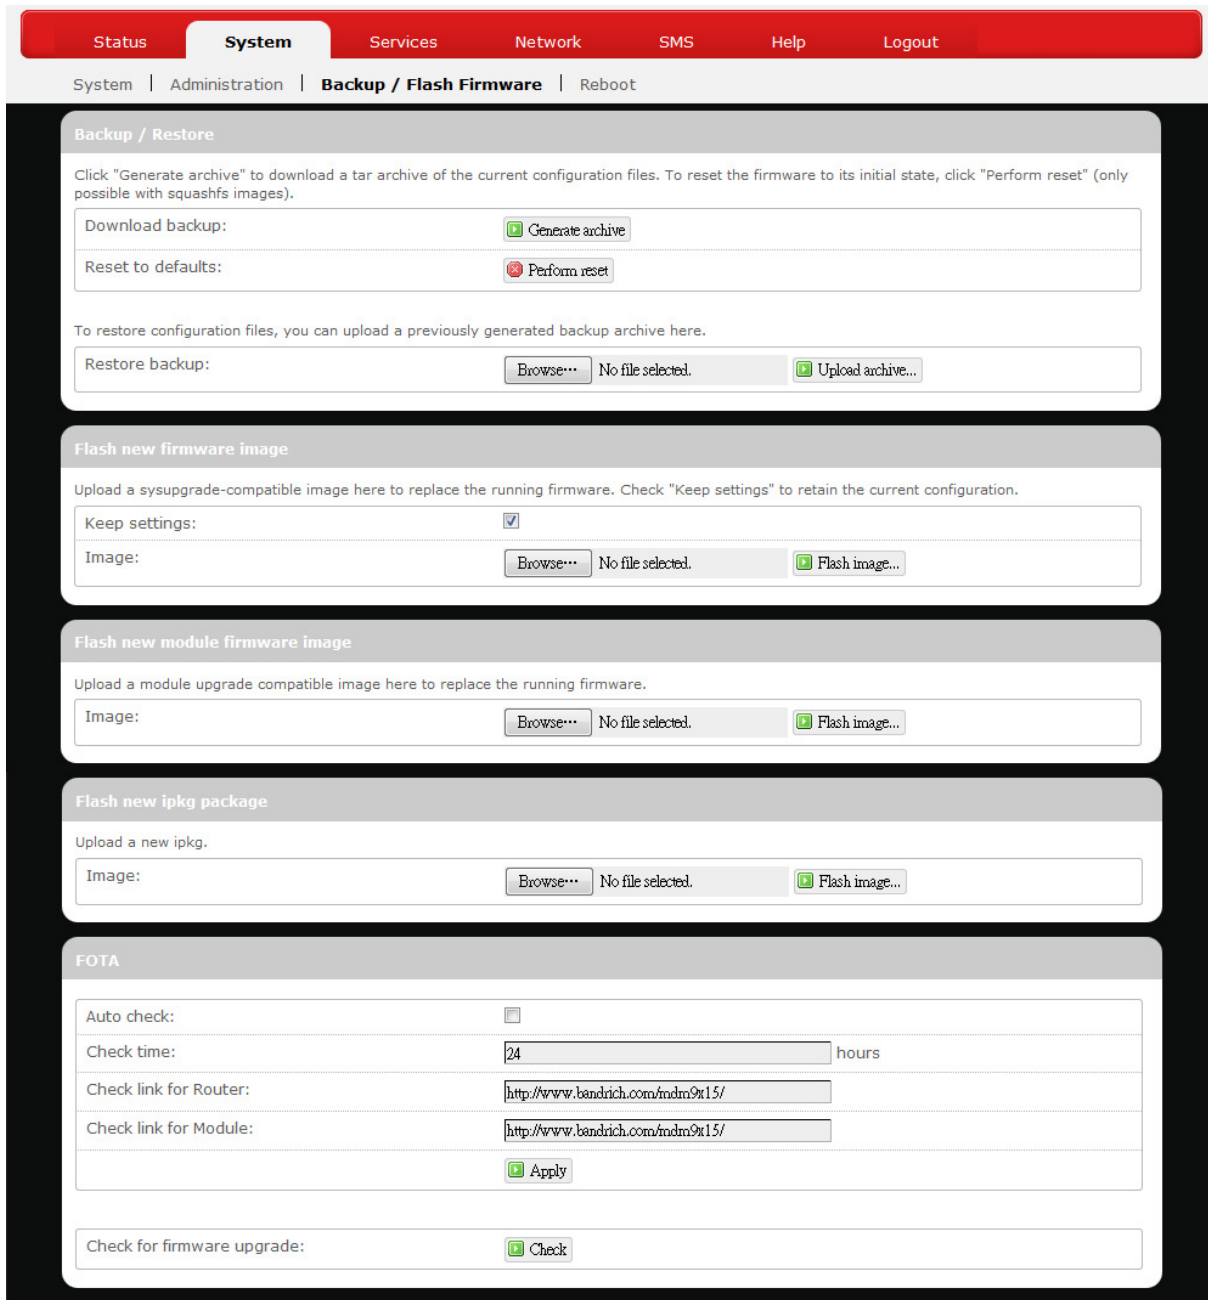 Status System Services Network SMS Help Logout
System | Administration | Backup / Flash Firmware | Reboot
Backup / Restore
Click "Generate archive" to download a tar archive of the current configuration files. To reset the firmware to its initial state, click "Perform reset" (only
possible with squashfs images).
Download backup: Generate archive
Reset to defaults: Perform reset
To restore configuration files, you can upload a previously generated backup archive here.
Restore backup: Browse··· No file selected. Upload archive...
Flash new firmware image
Upload a sysupgrade-compatible image here to replace the running firmware. Check "Keep settings" to retain the current configuration.
Keep settings:
Image: Browse··· No file selected. Flash image...
Flash new module firmware image
Upload a module upgrade compatible image here to replace the running firmware.
Image: Browse··· No file selected. Flash image...
Flash new ipkg package
Upload a new ipkg.
Image: Browse··· No file selected. Flash image...
FOTA
Auto check:
Check time: 24 hours
Check link for Router: http://www.bandrich.com/mdm9x15/
Check link for Module: http://www.bandrich.com/mdm9x15/
Apply
Check for firmware upgrade: Check